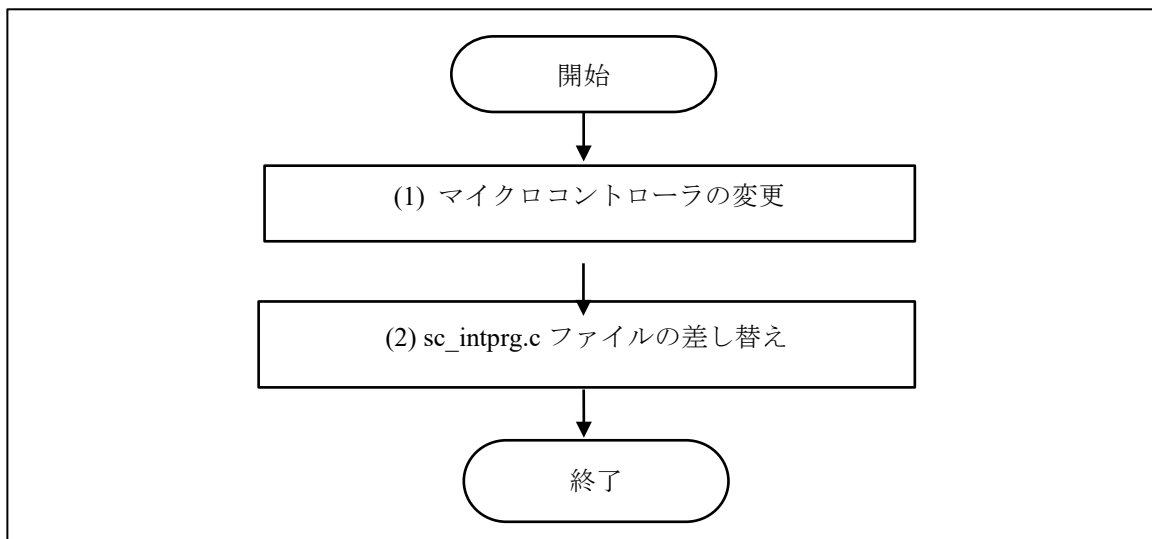 開始
(1) マイクロコントローラの変更
(2) sc_intprg.c ファイルの差し替え
終了